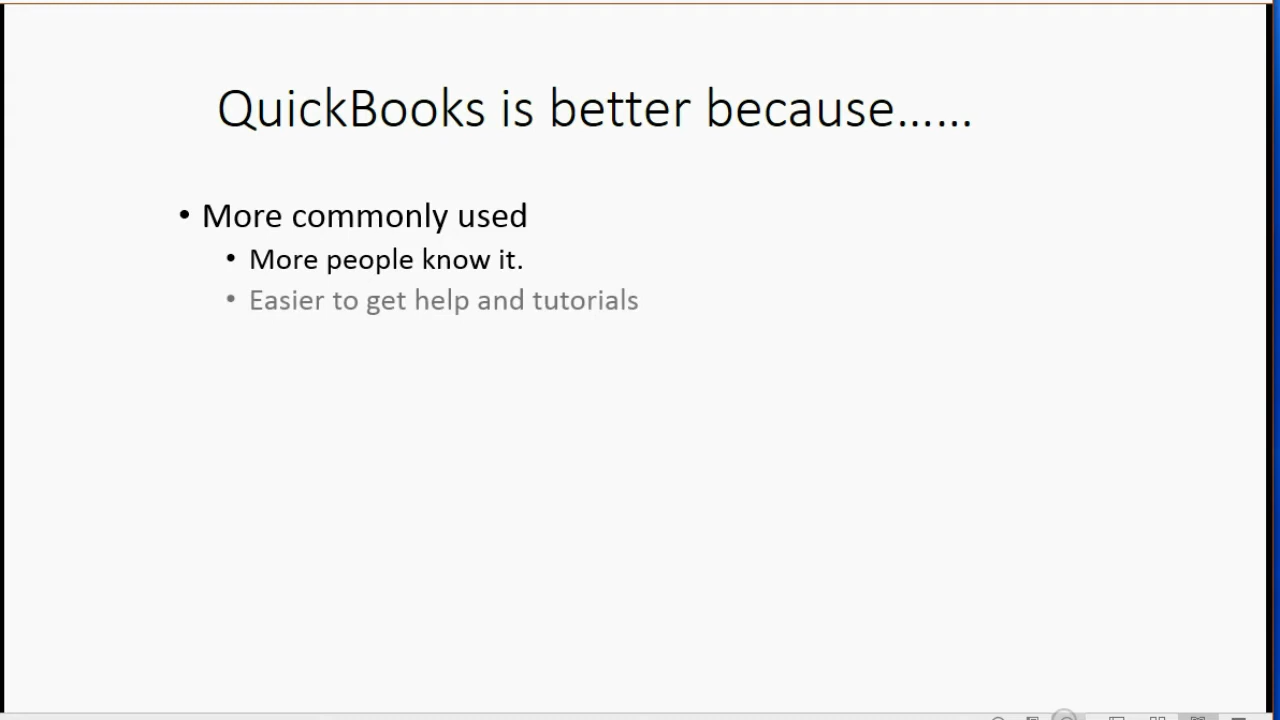 QuickBooks is better because......
• More commonly used
• More people know it.
• Easier to get help and tutorials